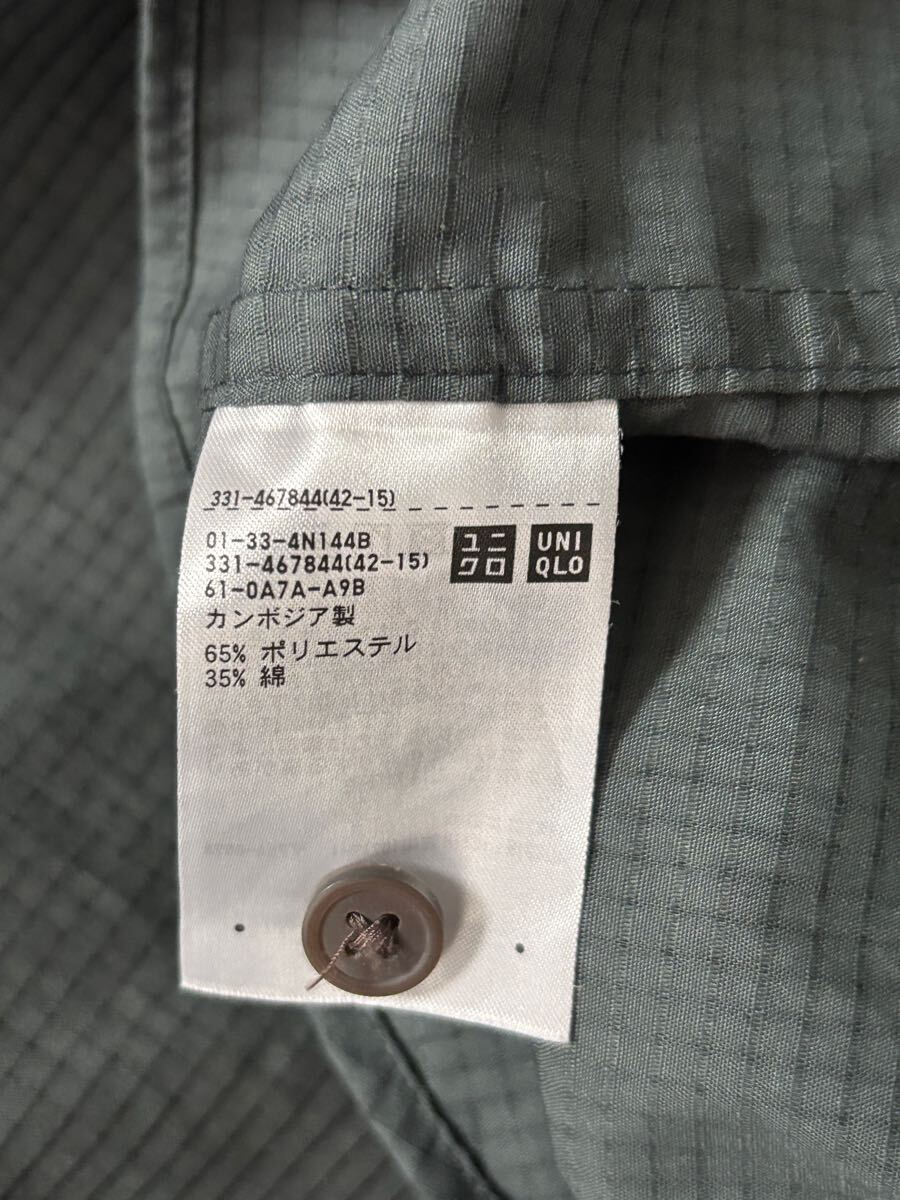 331-467844(42-15)
01-33-4N144B
331-467844(42-15)
61-0A7A-A9B
カンボジア製
65% ポリエステル
35% 綿
ユニ
クロ
UNI
QLO